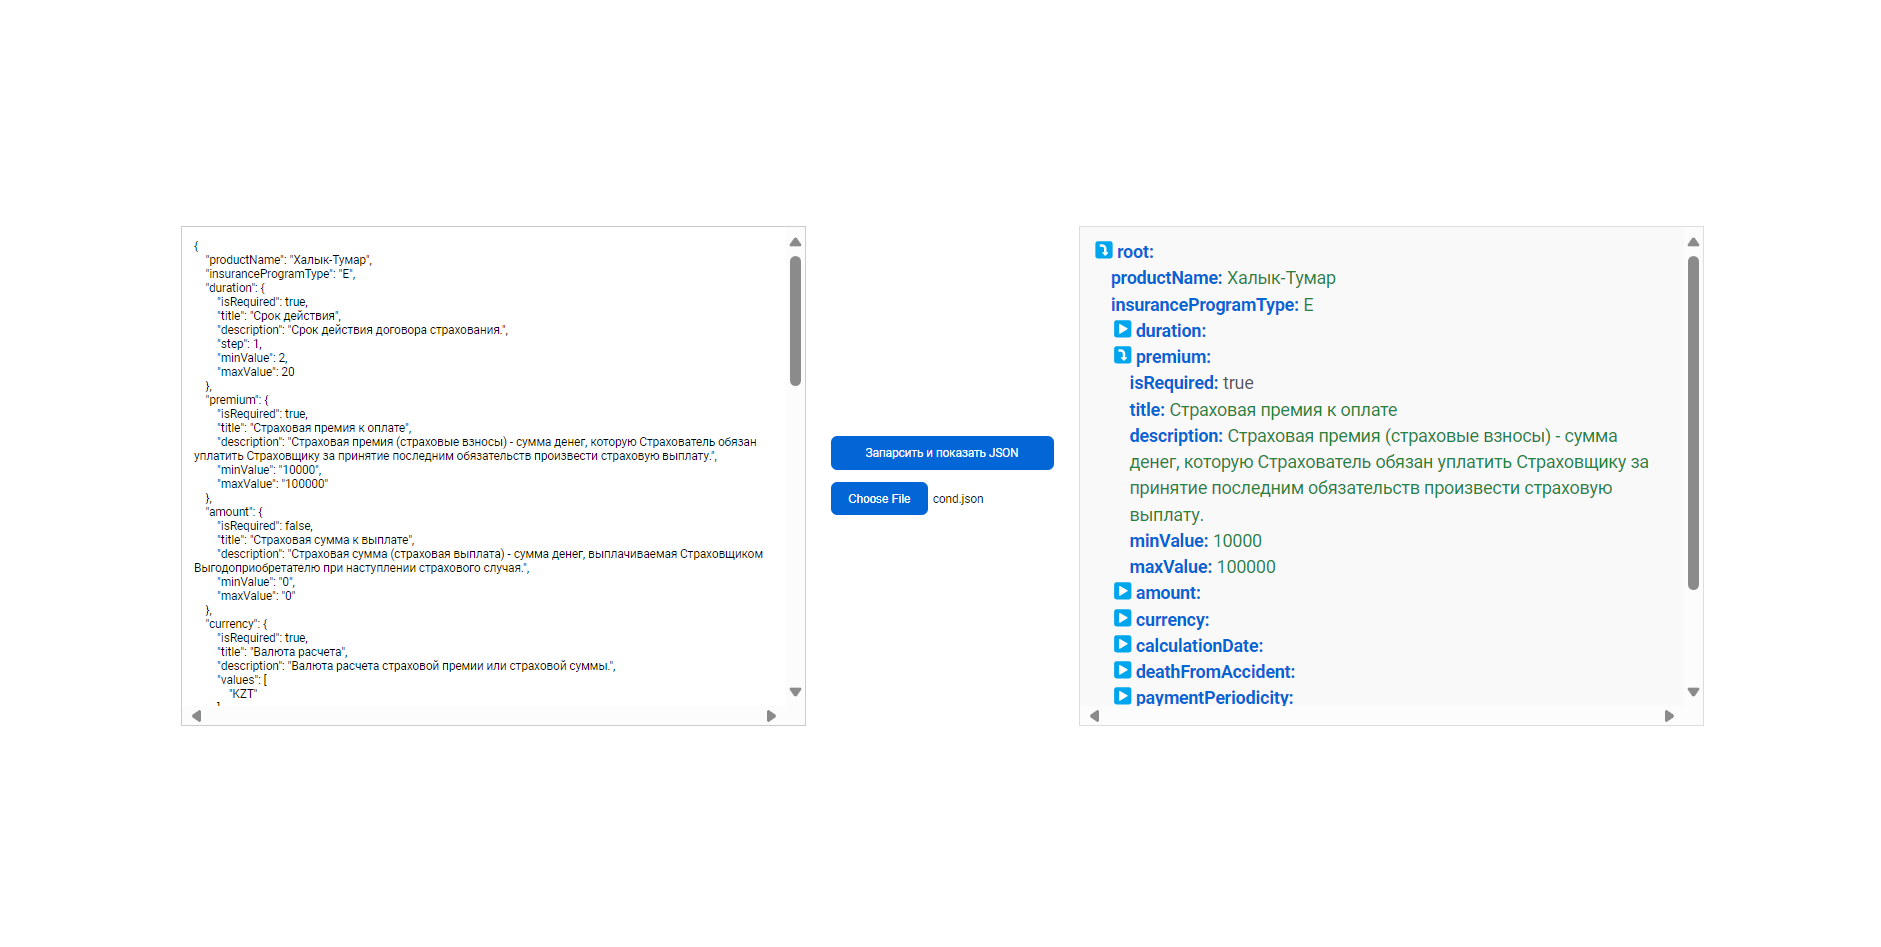 {
"productName": "Халык-Тумар",
"insuranceProgramType": "E",
"duration": {
"isRequired": true,
"title": "Срок действия",
"description": "Срок действия договора страхования.",
"step": 1,
"minValue": 2,
"maxValue": 20
},
"premium": {
"isRequired": true,
"title": "Страховая премия к оплате",
"description": "Страховая премия (страховые взносы) - сумма денег, которую Страхователь обязан
уплатить Страховщику за принятие последним обязательств произвести страховую выплату.",
"minValue": "10000",
"maxValue": "100000"
},
"amount": {
"isRequired": false,
"title": "Страховая сумма к выплате",
"description": "Страховая сумма (страховая выплата) - сумма денег, выплачиваемая Страховщиком
Выгодоприобретателю при наступлении страхового случая.",
"minValue": "0",
"maxValue": "0"
},
"currency": {
"isRequired": true,
"title": "Валюта расчета",
"description": "Валюта расчета страховой премии или страховой суммы.",
"values": [
"KZT"
]
Запарсить и показать JSON
Choose File cond.json
root:
productName: Халык-Тумар
insuranceProgramType: E
duration:
premium:
isRequired: true
title: Страховая премия к оплате
description: Страховая премия (страховые взносы) - сумма
денег, которую Страхователь обязан уплатить Страховщику за
принятие последним обязательств произвести страховую
выплату.
minValue: 10000
maxValue: 100000
amount:
currency:
calculationDate:
deathFromAccident:
paymentPeriodicity: